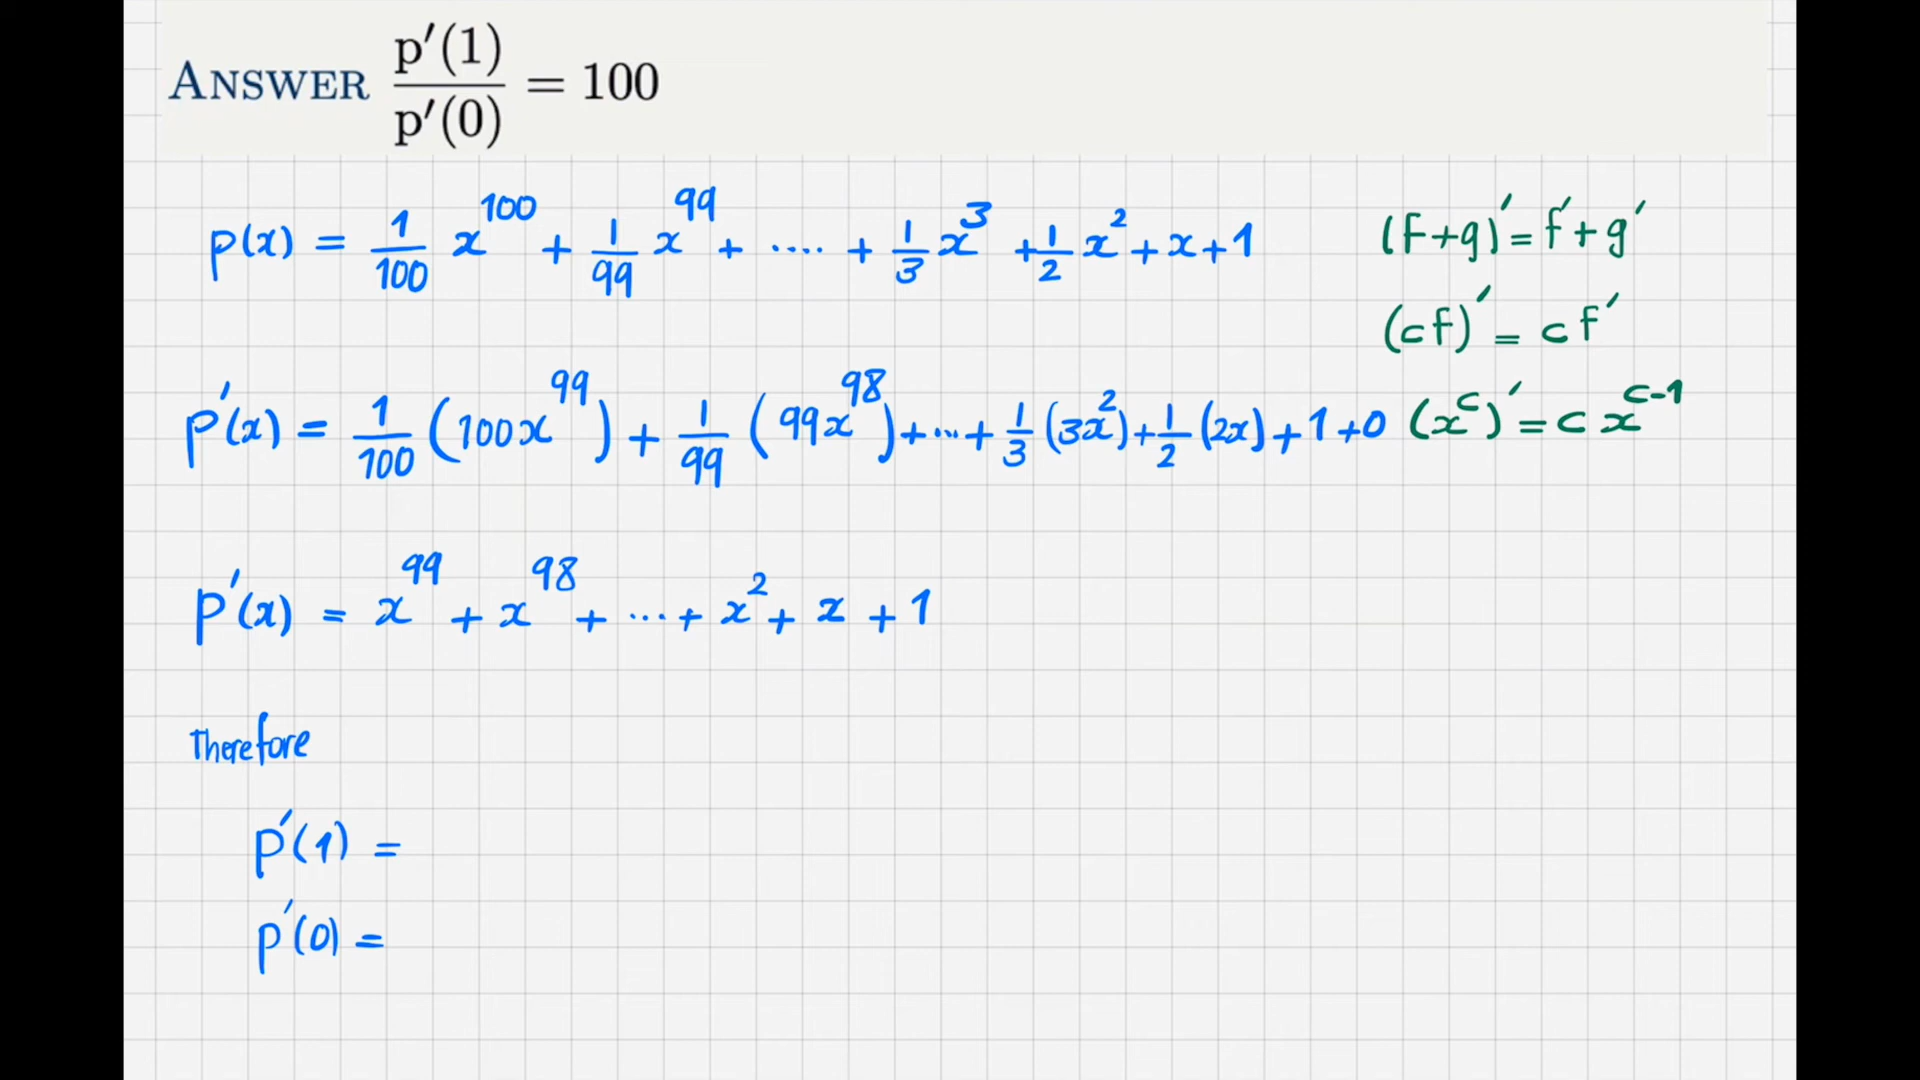 ANSWER p′(1)/p′(0) = 100
p(x) = 1/100 x^100 + 1/99 x^99 + .... + 1/3 x^3 + 1/2 x^2 + x + 1
(f+g)′ = f′+g′
(cf)′ = cf′
p′(x) = 1/100 (100x^99) + 1/99 (99x^98) + ... + 1/3 (3x^2) + 1/2 (2x) + 1 + 0
(x^c)′ = c x^(c-1)
p′(x) = x^99 + x^98 + ... + x^2 + x + 1
Therefore
p′(1) =
p′(0) =